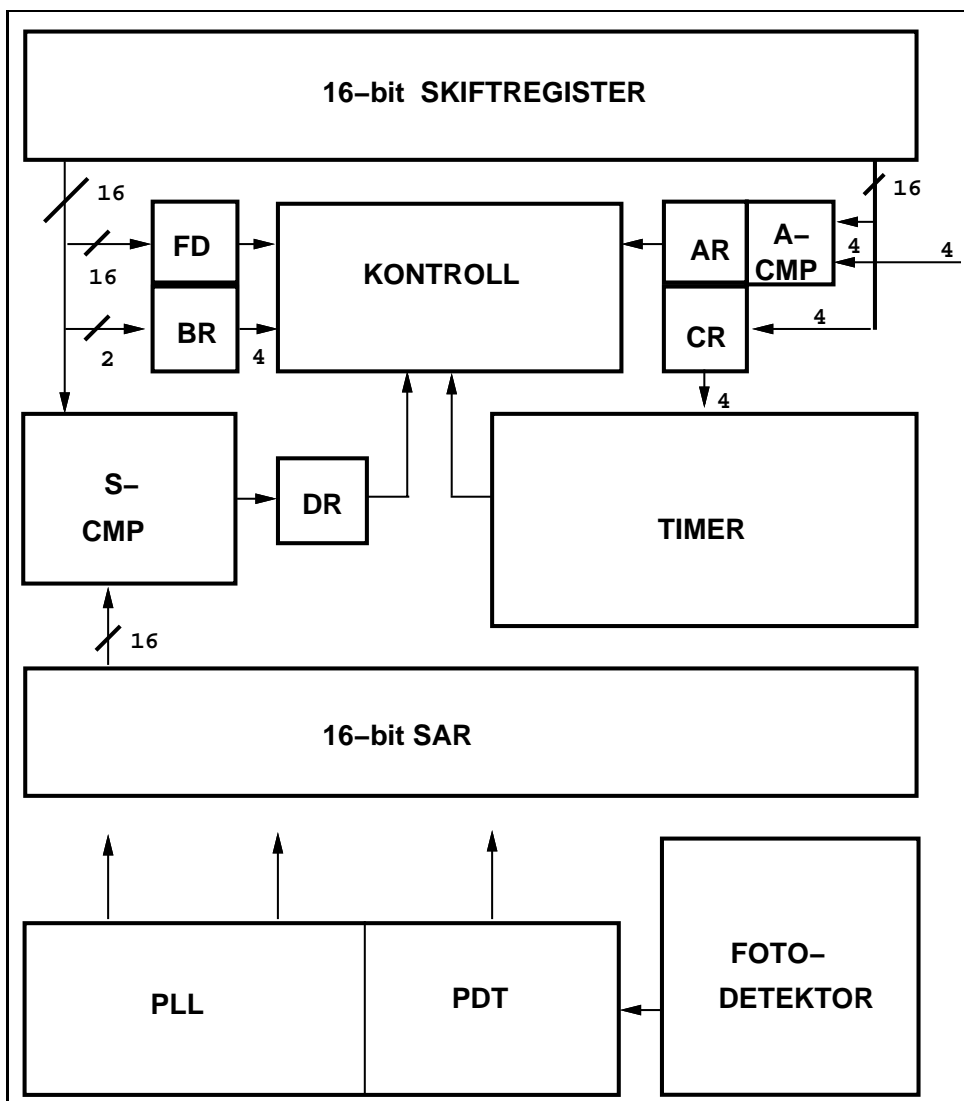 16–bit SKIFTREGISTER
16
16
FD
16
KONTROLL
AR
A–
CMP
4
4
BR
2
4
CR
4
4
S–
CMP
DR
TIMER
16
16–bit SAR
PLL
PDT
FOTO–
DETEKTOR